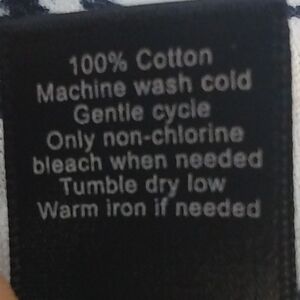 100% Cotton
Machine wash cold
Gentle cycle
Only non-chlorine
bleach when needed
Tumble dry low
Warm iron if needed